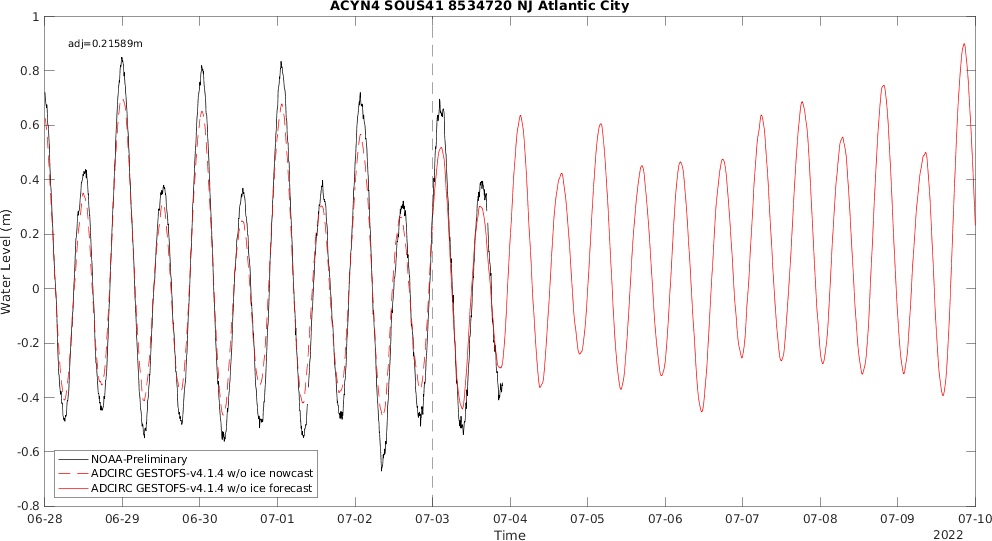 ACYN4 SOUS41 8534720 NJ Atlantic City
adj=0.21589m
1
0.8
0.6
0.4
0.2
0
-0.2
-0.4
-0.6
-0.8
Water Level (m)
NOAA-Preliminary
ADCIRC GESTOFS-v4.1.4 w/o ice nowcast
ADCIRC GESTOFS-v4.1.4 w/o ice forecast
06-28 06-29 06-30 07-01 07-02 07-03 07-04 07-05 07-06 07-07 07-08 07-09 07-10
Time
2022